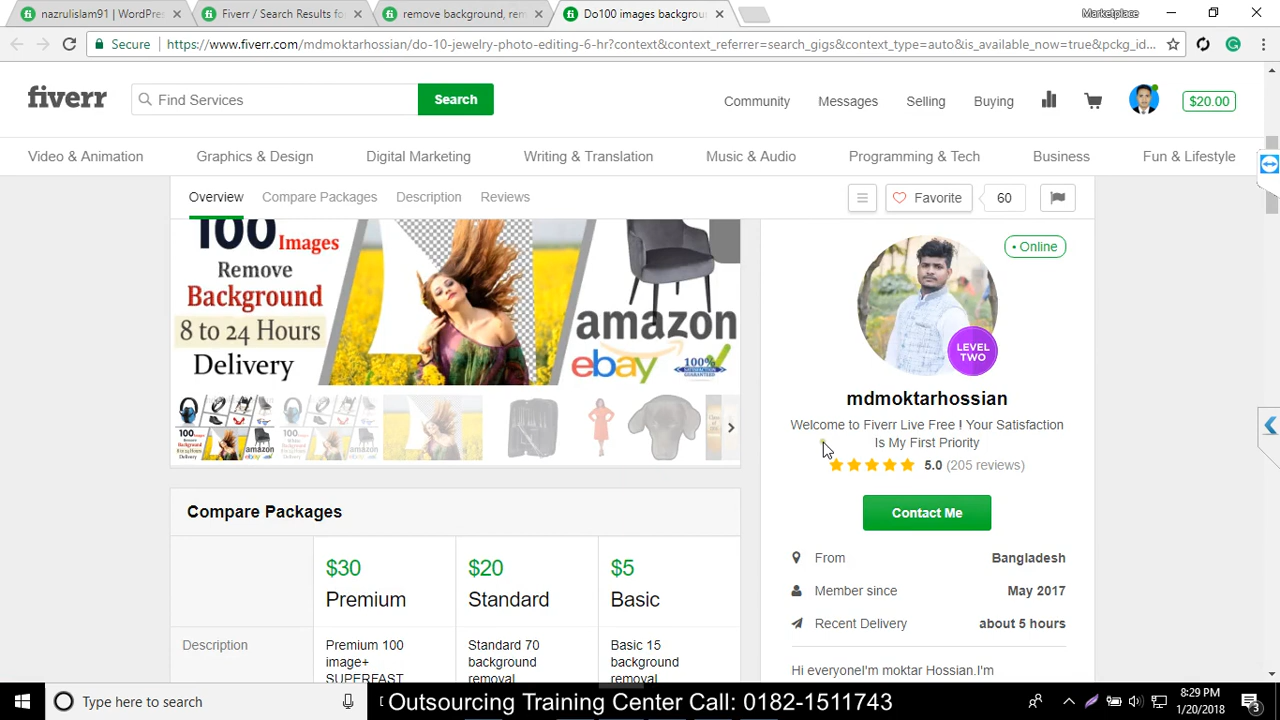 nazrulislam91 | WordPres
Fiverr / Search Results fo
remove background, rem
Do100 images backgrou
Marketplace
Secure
https://www.fiverr.com/mdmoktarhossian/do-10-jewelry-photo-editing-6-hr?context&context_referrer=search_gigs&context_type=auto&is_available_now=true&pckg_id...
fiverr
Find Services
Search
Community
Messages
Selling
Buying
$20.00
Video & Animation
Graphics & Design
Digital Marketing
Writing & Translation
Music & Audio
Programming & Tech
Business
Fun & Lifestyle
Overview
Compare Packages
Description
Reviews
Favorite
60
100 Images
Remove
Background
8 to 24 Hours
Delivery
amazon
ebay
100%
• Online
LEVEL
TWO
mdmoktarhossian
Welcome to Fiverr Live Free ! Your Satisfaction
Is My First Priority
5.0 (205 reviews)
Contact Me
From Bangladesh
Member since May 2017
Recent Delivery about 5 hours
Hi everyoneI'm moktar Hossian.I'm
Compare Packages
$30
Premium
$20
Standard
$5
Basic
Description
Premium 100
image+
SUPERFAST
Standard 70
background
removal
Basic 15
background
removal
Type here to search
Outsourcing Training Center Call: 0182-1511743
8:29 PM
1/20/2018
3